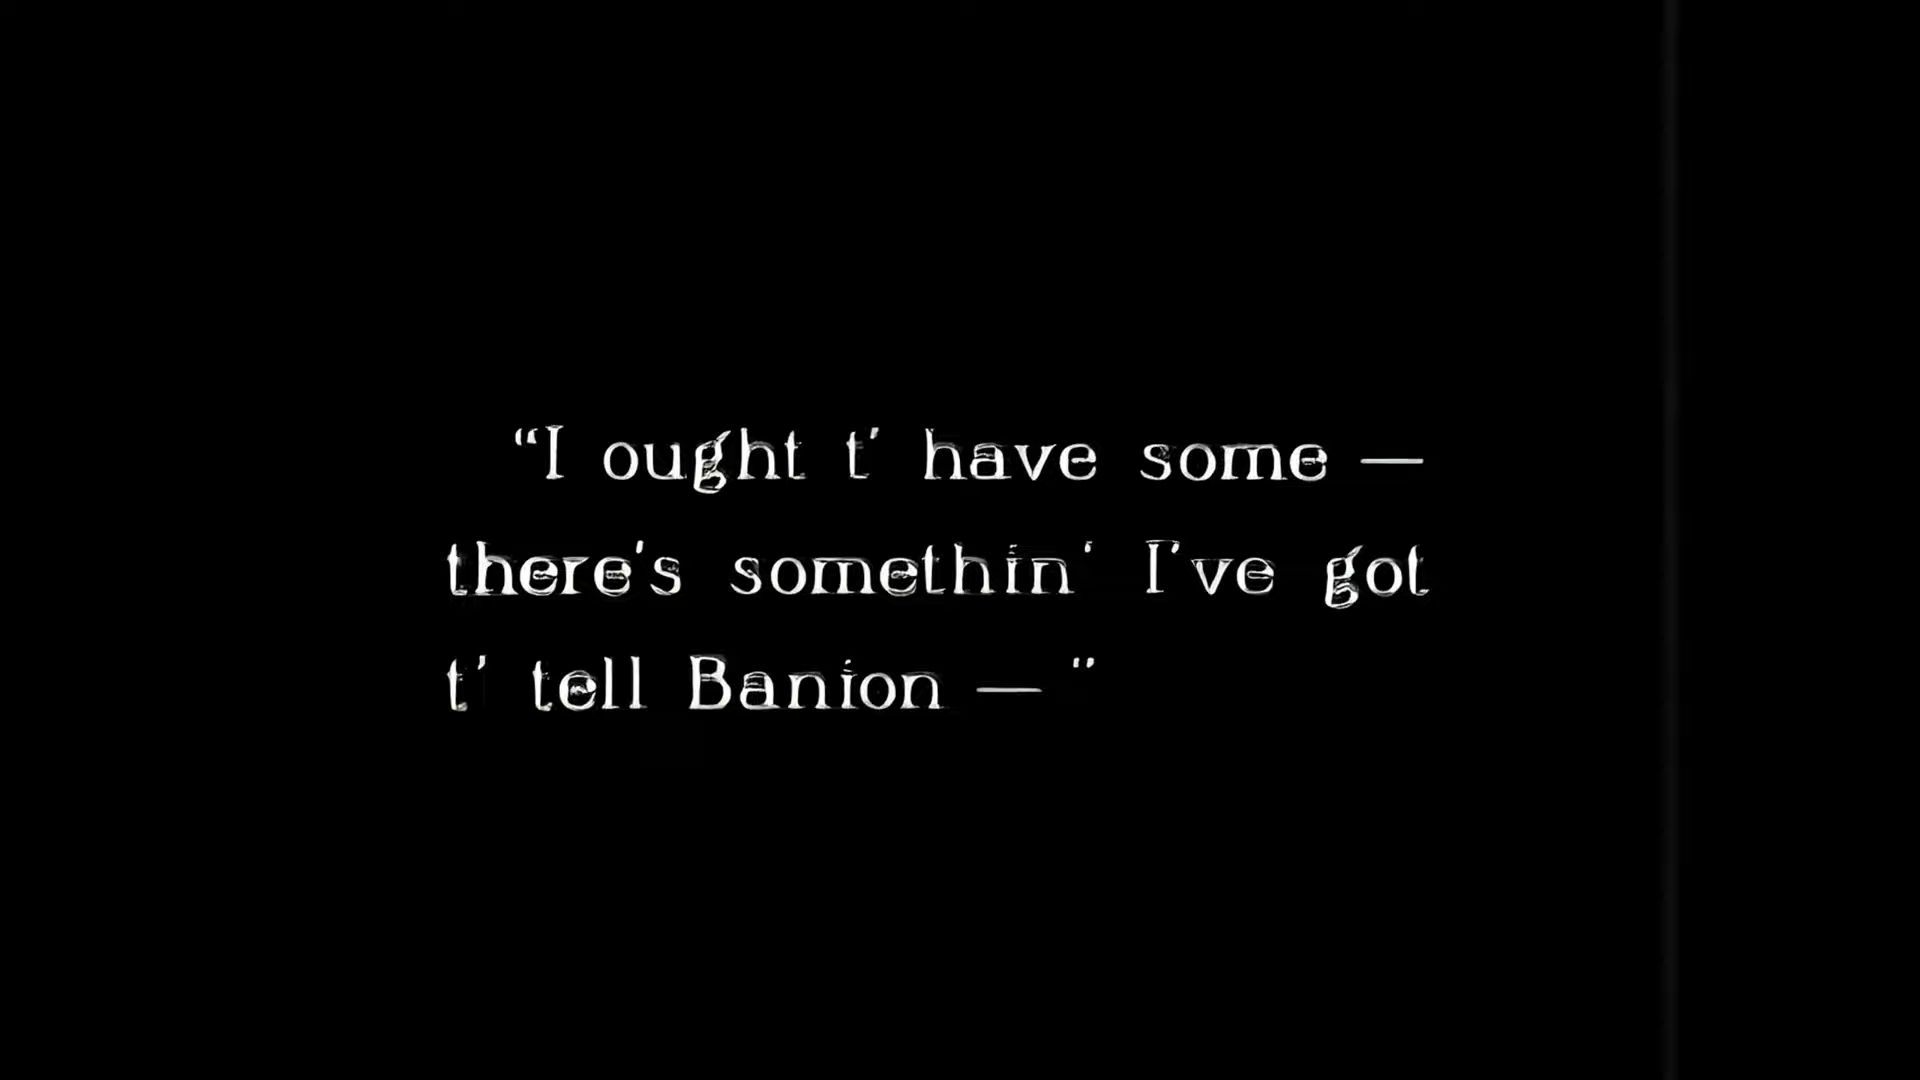 “I ought t' have some —
there's somethin' I've got
t' tell Banion — ”